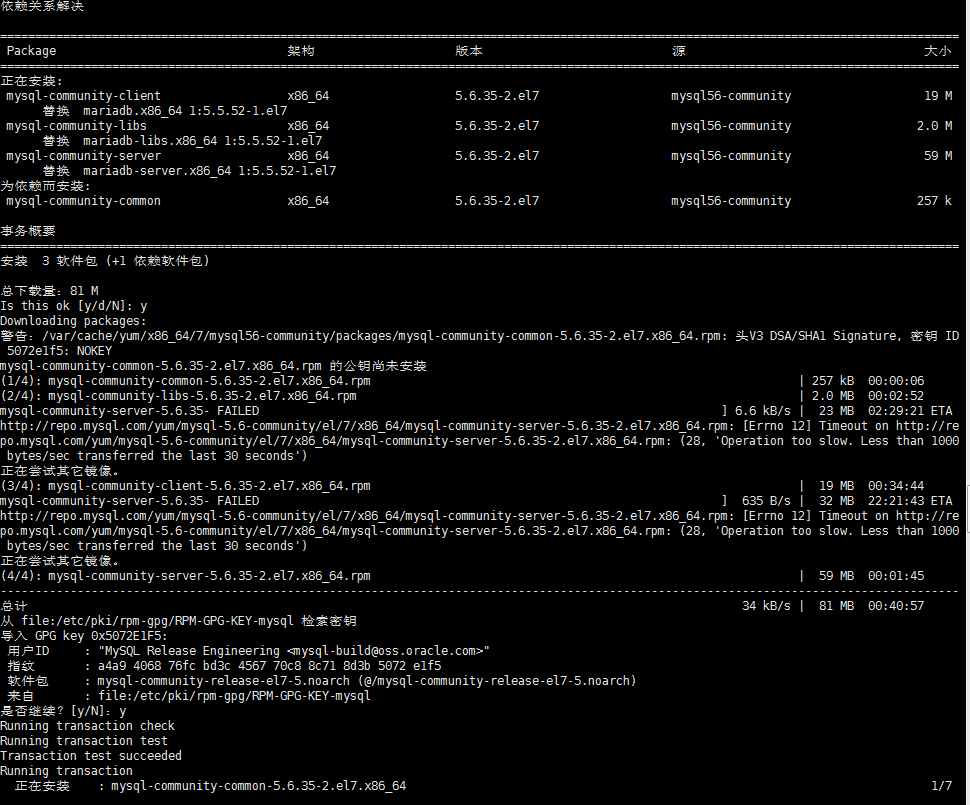 依赖关系解决
Package 架构 版本 源 大小
正在安装:
mysql-community-client x86_64 5.6.35-2.el7 mysql56-community 19 M
替换 mariadb.x86_64 1:5.5.52-1.el7
mysql-community-libs x86_64 5.6.35-2.el7 mysql56-community 2.0 M
替换 mariadb-libs.x86_64 1:5.5.52-1.el7
mysql-community-server x86_64 5.6.35-2.el7 mysql56-community 59 M
替换 mariadb-server.x86_64 1:5.5.52-1.el7
为依赖而安装:
mysql-community-common x86_64 5.6.35-2.el7 mysql56-community 257 k
事务概要
安装 3 软件包 (+1 依赖软件包)
总下载量：81 M
Is this ok [y/d/N]: y
Downloading packages:
警告：/var/cache/yum/x86_64/7/mysql56-community/packages/mysql-community-common-5.6.35-2.el7.x86_64.rpm: 头V3 DSA/SHA1 Signature, 密钥 ID
5072e1f5: NOKEY
mysql-community-common-5.6.35-2.el7.x86_64.rpm 的公钥尚未安装
(1/4): mysql-community-common-5.6.35-2.el7.x86_64.rpm | 257 kB 00:00:06
(2/4): mysql-community-libs-5.6.35-2.el7.x86_64.rpm | 2.0 MB 00:02:52
mysql-community-server-5.6.35- FAILED ] 6.6 kB/s | 23 MB 02:29:21 ETA
http://repo.mysql.com/yum/mysql-5.6-community/el/7/x86_64/mysql-community-server-5.6.35-2.el7.x86_64.rpm: [Errno 12] Timeout on http://re
po.mysql.com/yum/mysql-5.6-community/el/7/x86_64/mysql-community-server-5.6.35-2.el7.x86_64.rpm: (28, 'Operation too slow. Less than 1000
bytes/sec transferred the last 30 seconds')
正在尝试其它镜像。
(3/4): mysql-community-client-5.6.35-2.el7.x86_64.rpm | 19 MB 00:34:44
mysql-community-server-5.6.35- FAILED ] 635 B/s | 32 MB 22:21:43 ETA
http://repo.mysql.com/yum/mysql-5.6-community/el/7/x86_64/mysql-community-server-5.6.35-2.el7.x86_64.rpm: [Errno 12] Timeout on http://re
po.mysql.com/yum/mysql-5.6-community/el/7/x86_64/mysql-community-server-5.6.35-2.el7.x86_64.rpm: (28, 'Operation too slow. Less than 1000
bytes/sec transferred the last 30 seconds')
正在尝试其它镜像。
(4/4): mysql-community-server-5.6.35-2.el7.x86_64.rpm | 59 MB 00:01:45
总计 34 kB/s | 81 MB 00:40:57
从 file:/etc/pki/rpm-gpg/RPM-GPG-KEY-mysql 检索密钥
导入 GPG key 0x5072E1F5:
用户ID : "MySQL Release Engineering <mysql-build@oss.oracle.com>"
指纹 : a4a9 4068 76fc bd3c 4567 70c8 8c71 8d3b 5072 e1f5
软件包 : mysql-community-release-el7-5.noarch (@/mysql-community-release-el7-5.noarch)
来自 : file:/etc/pki/rpm-gpg/RPM-GPG-KEY-mysql
是否继续？[y/N]：y
Running transaction check
Running transaction test
Transaction test succeeded
Running transaction
正在安装 : mysql-community-common-5.6.35-2.el7.x86_64 1/7